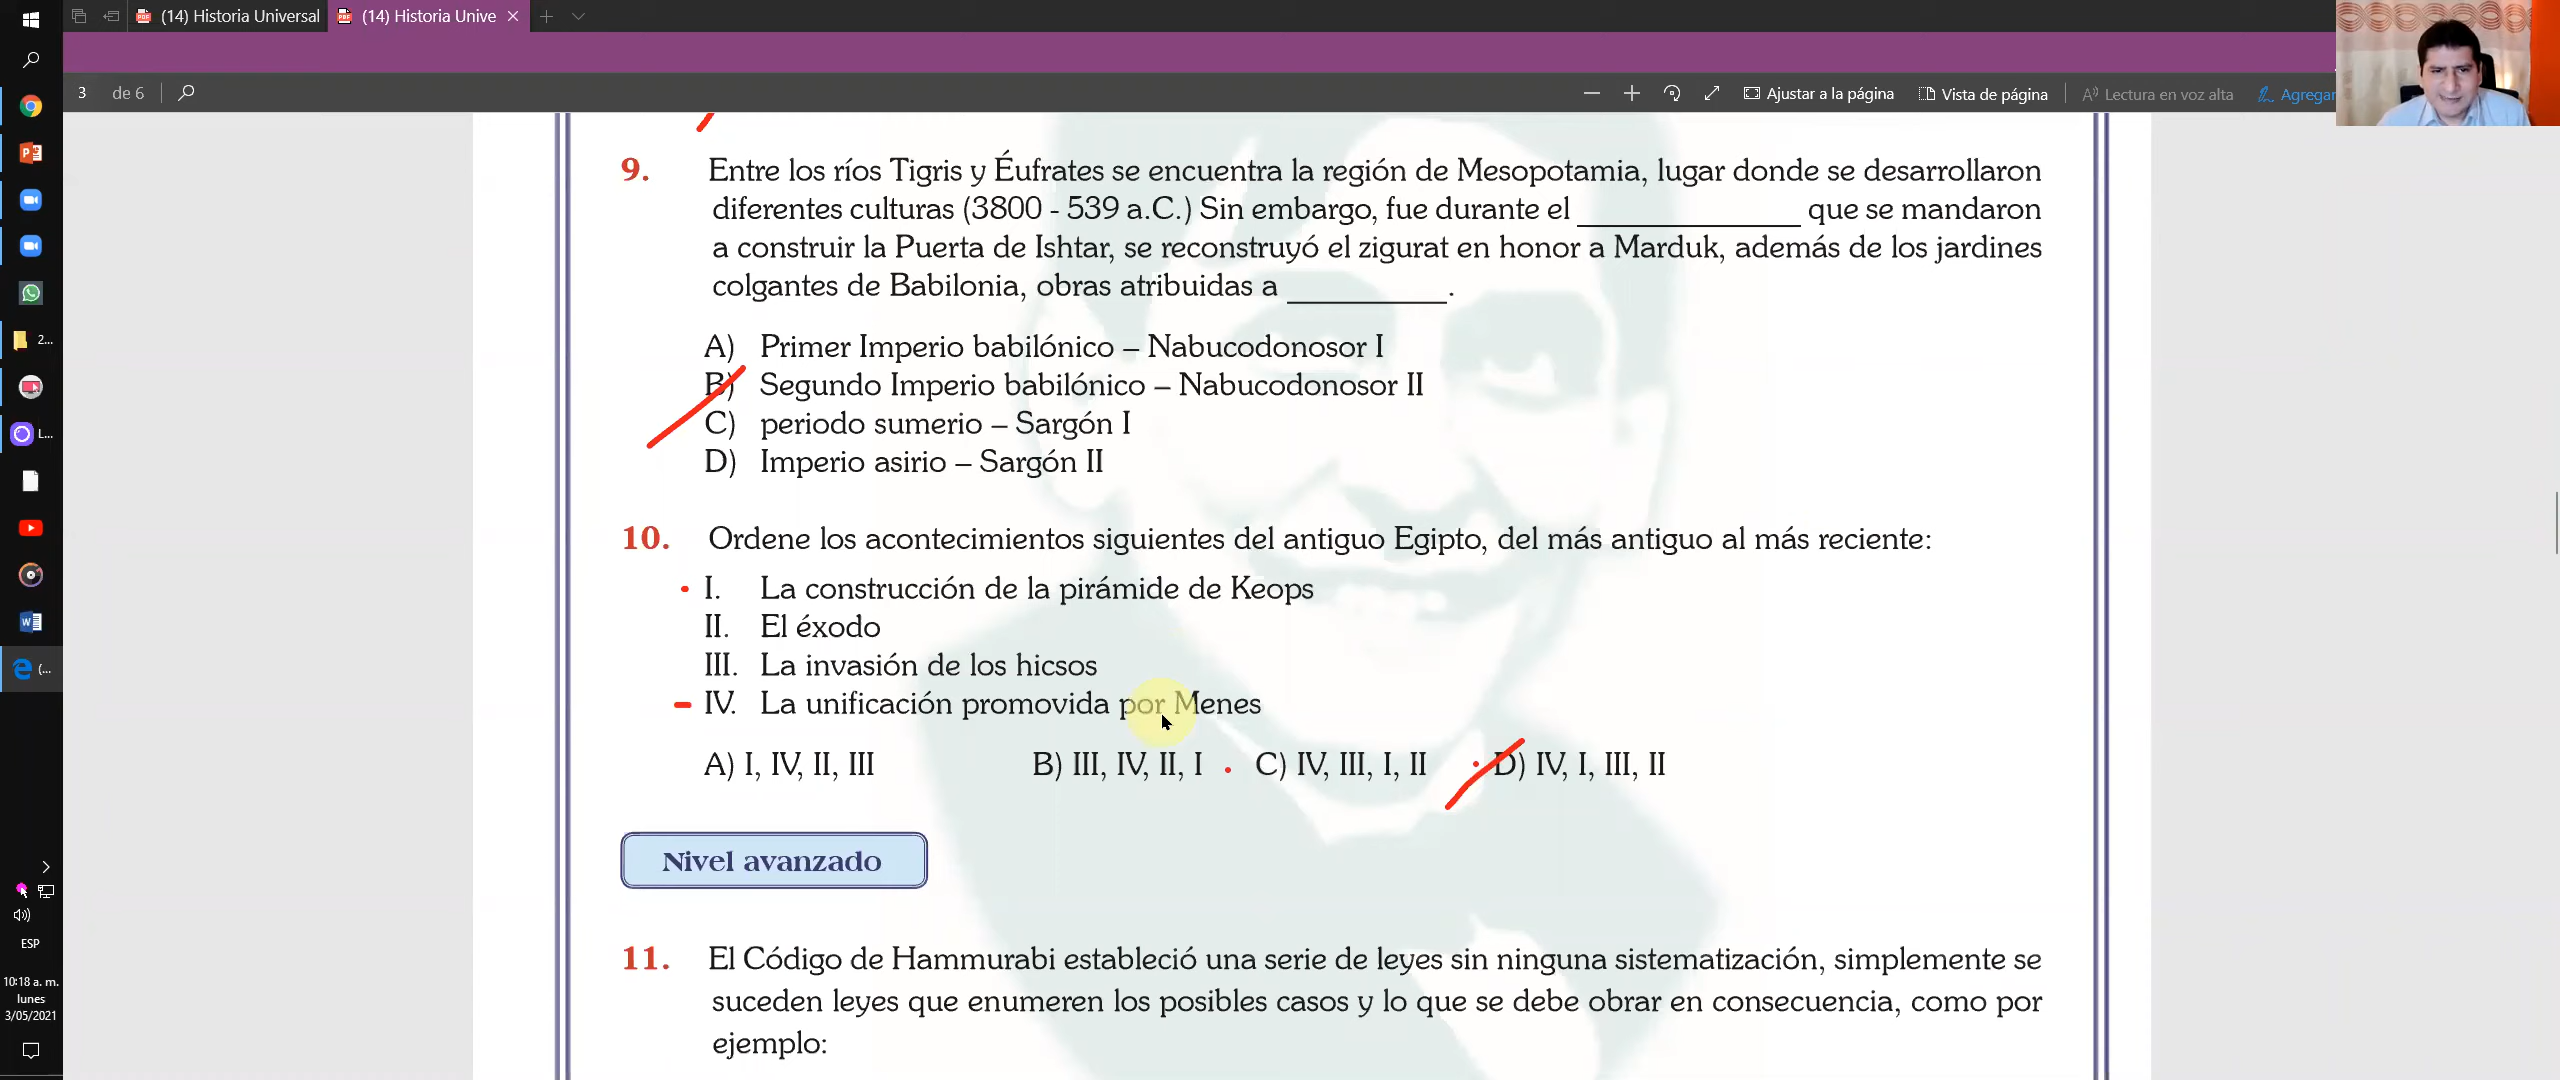 (14) Historia Universal
(14) Historia Unive
3 de 6
Ajustar a la página
Vista de página
Lectura en voz alta
Agregar
9. Entre los ríos Tigris y Éufrates se encuentra la región de Mesopotamia, lugar donde se desarrollaron
diferentes culturas (3800 - 539 a.C.) Sin embargo, fue durante el ______________ que se mandaron
a construir la Puerta de Ishtar, se reconstruyó el zigurat en honor a Marduk, además de los jardines
colgantes de Babilonia, obras atribuidas a __________.
A) Primer Imperio babilónico – Nabucodonosor I
B) Segundo Imperio babilónico – Nabucodonosor II
C) periodo sumerio – Sargón I
D) Imperio asirio – Sargón II
10. Ordene los acontecimientos siguientes del antiguo Egipto, del más antiguo al más reciente:
I. La construcción de la pirámide de Keops
II. El éxodo
III. La invasión de los hicsos
IV. La unificación promovida por Menes
A) I, IV, II, III B) III, IV, II, I C) IV, III, I, II D) IV, I, III, II
Nivel avanzado
11. El Código de Hammurabi estableció una serie de leyes sin ninguna sistematización, simplemente se
suceden leyes que enumeren los posibles casos y lo que se debe obrar en consecuencia, como por
ejemplo:
2...
L...
(...
ESP
10:18 a. m.
lunes
3/05/2021